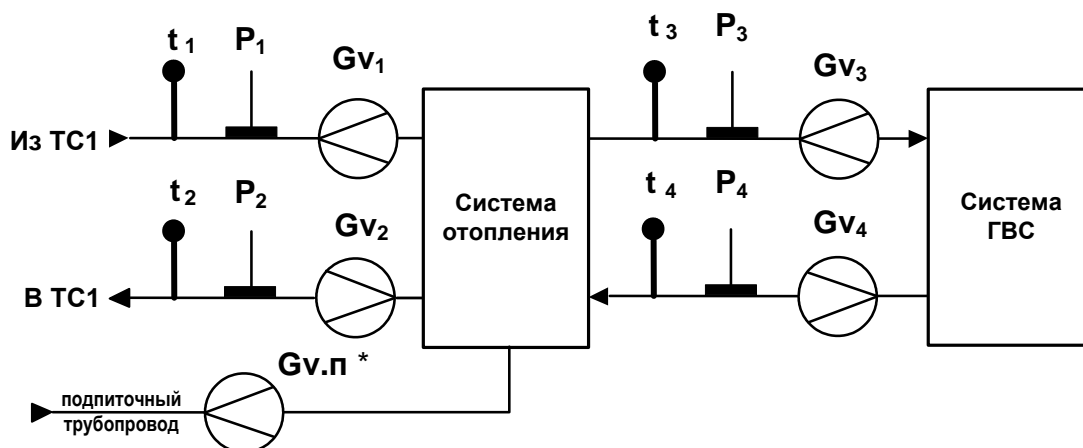 t 1
P1
Gv1
t 3
P3
Gv3
Из ТС1
t 2
P2
Gv2
Система
отопления
t 4
P4
Gv4
Система
ГВС
В ТС1
Gv.п *
подпиточный
трубопровод